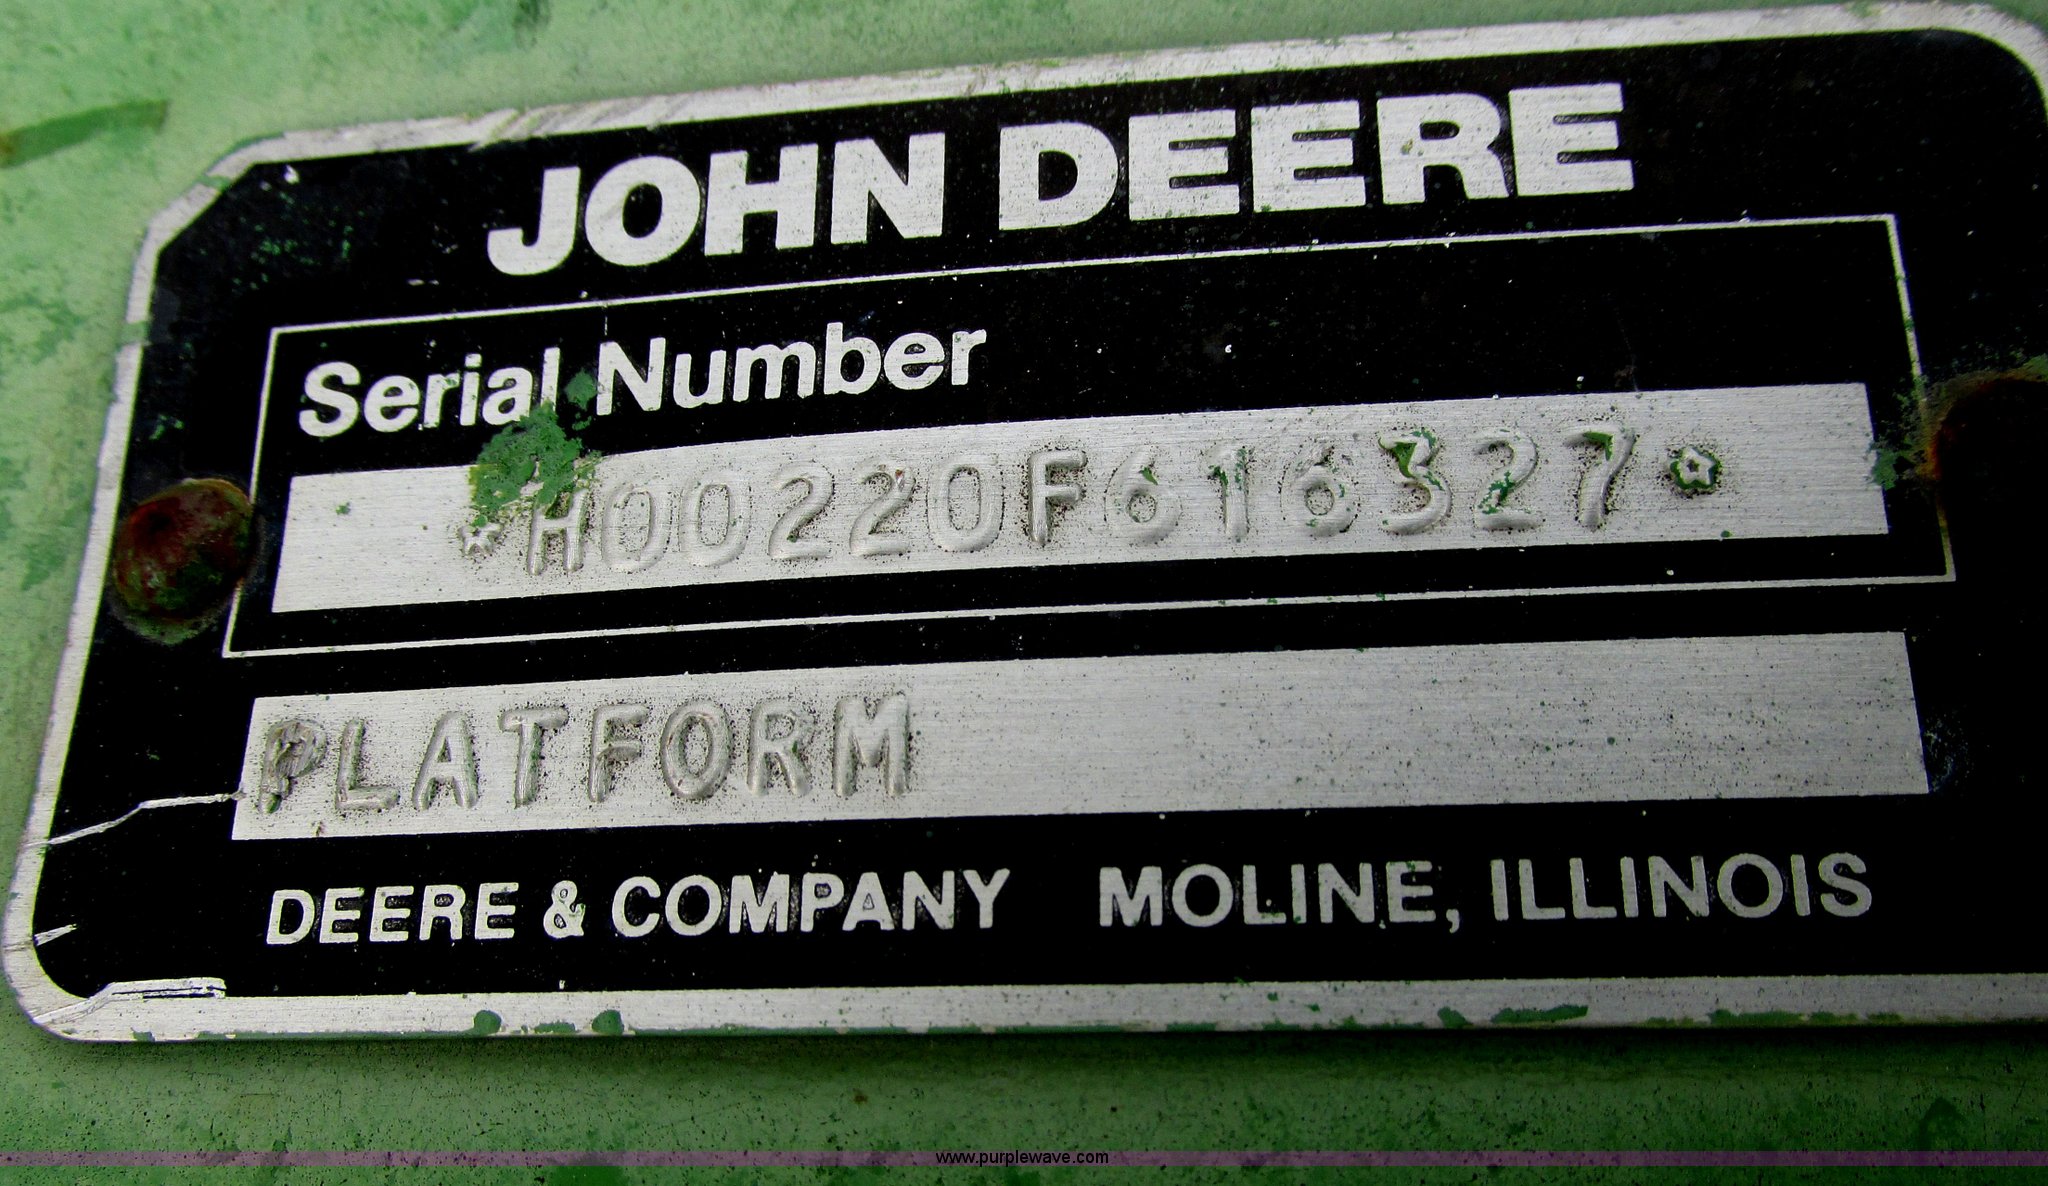 JOHN DEERE
Serial Number
*H00220F616327*
PLATFORM
DEERE & COMPANY MOLINE, ILLINOIS
www.purplewave.com